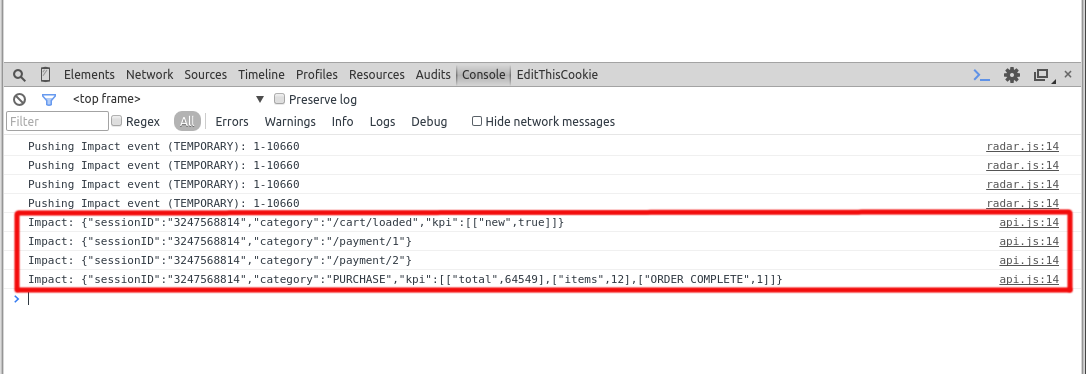 Elements Network Sources Timeline Profiles Resources Audits Console EditThisCookie
<top frame> Preserve log
Filter Regex All Errors Warnings Info Logs Debug Hide network messages
Pushing Impact event (TEMPORARY): 1-10660 radar.js:14
Pushing Impact event (TEMPORARY): 1-10660 radar.js:14
Pushing Impact event (TEMPORARY): 1-10660 radar.js:14
Pushing Impact event (TEMPORARY): 1-10660 radar.js:14
Impact: {"sessionID":"3247568814","category":"/cart/loaded","kpi":[["new",true]]} api.js:14
Impact: {"sessionID":"3247568814","category":"/payment/1"} api.js:14
Impact: {"sessionID":"3247568814","category":"/payment/2"} api.js:14
Impact: {"sessionID":"3247568814","category":"PURCHASE","kpi":[["total",64549],["items",12],["ORDER COMPLETE",1]]} api.js:14